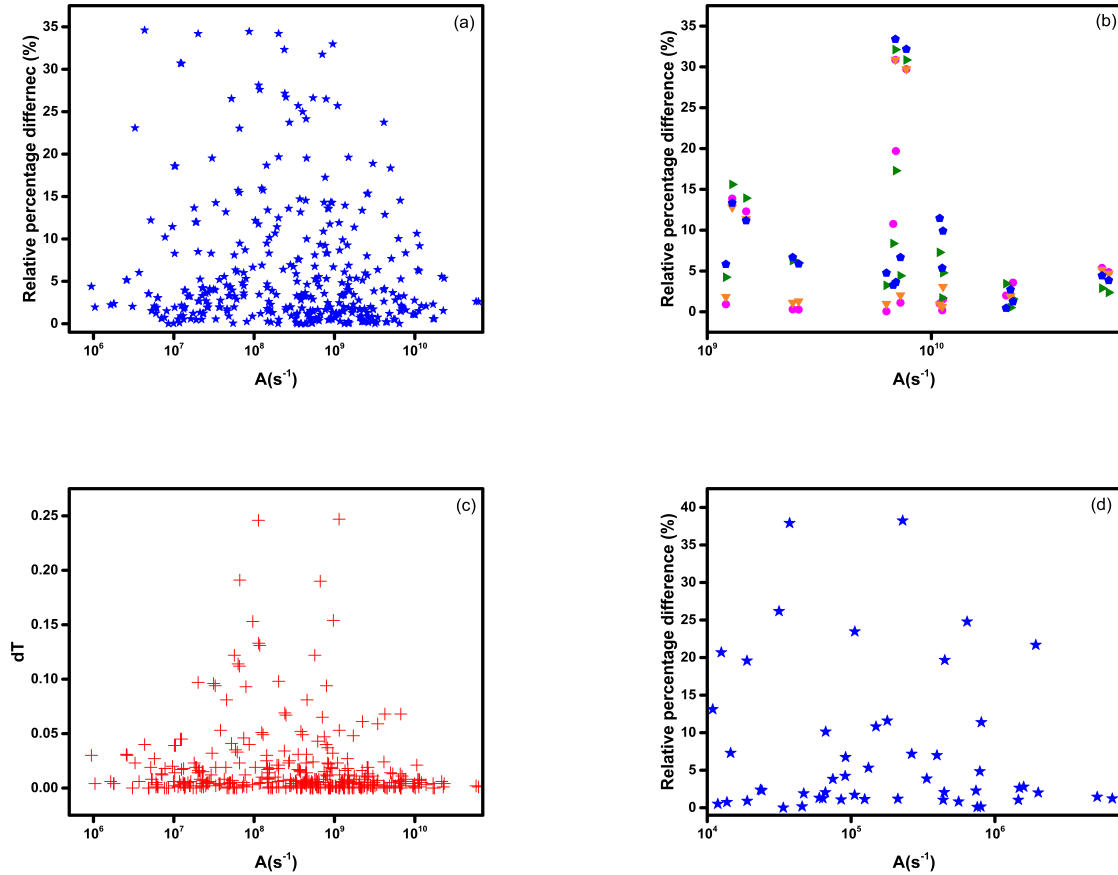 (a)
Relative percentage differnec (%)
35
30
25
20
15
10
5
0
10⁶ 10⁷ 10⁸ 10⁹ 10¹⁰
A(s⁻¹)
(b)
Relative percentage difference (%)
35
30
25
20
15
10
5
0
10⁹ 10¹⁰
A(s⁻¹)
(c)
dT
0.25
0.20
0.15
0.10
0.05
0.00
10⁶ 10⁷ 10⁸ 10⁹ 10¹⁰
A(s⁻¹)
(d)
Relative percentage difference (%)
40
35
30
25
20
15
10
5
0
10⁴ 10⁵ 10⁶
A(s⁻¹)